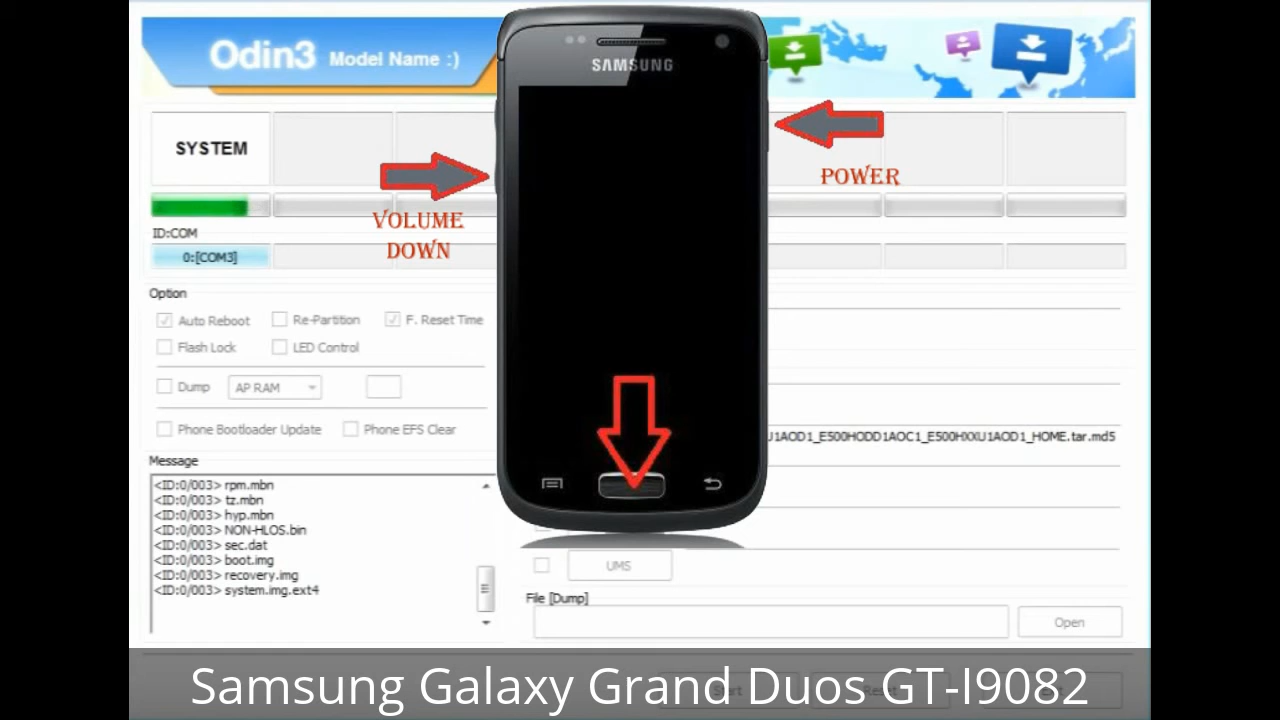 Odin3 Model Name :)
SAMSUNG
SYSTEM
POWER
VOLUME
DOWN
ID:COM
0:[COM3]
Option
Auto Reboot Re-Partition F. Reset Time
Flash Lock LED Control
Dump AP RAM
Phone Bootloader Update Phone EFS Clear
U1AOD1_E500HODD1AOC1_E500HXXU1AOD1_HOME.tar.md5
Message
<ID:0/003> rpm.mbn
<ID:0/003> tz.mbn
<ID:0/003> hyp.mbn
<ID:0/003> NON-HLOS.bin
<ID:0/003> sec.dat
<ID:0/003> boot.img
<ID:0/003> recovery.img
<ID:0/003> system.img.ext4
UMS
File [Dump]
Open
Start Reset
Samsung Galaxy Grand Duos GT-I9082